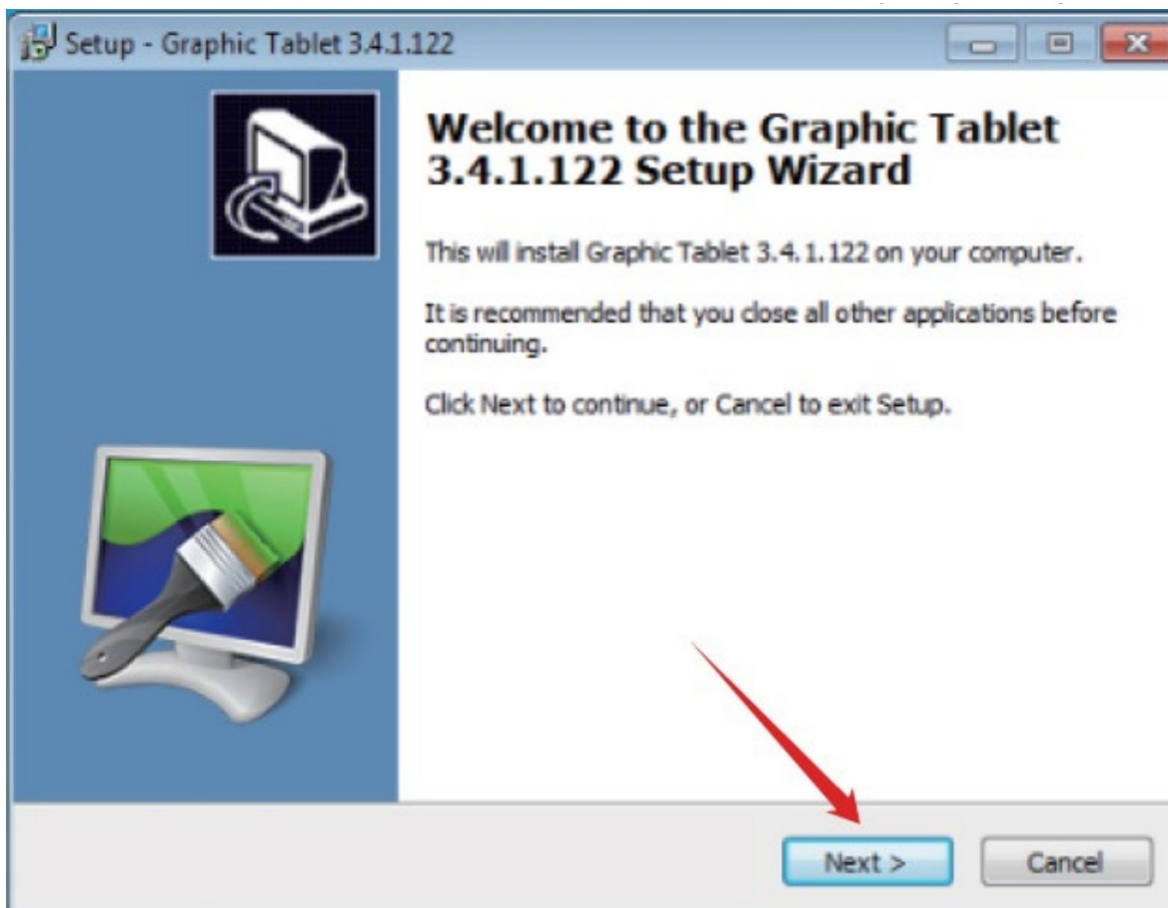 Setup - Graphic Tablet 3.4.1.122
Welcome to the Graphic Tablet
3.4.1.122 Setup Wizard
This will install Graphic Tablet 3.4.1.122 on your computer.
It is recommended that you close all other applications before
continuing.
Click Next to continue, or Cancel to exit Setup.
Next >
Cancel